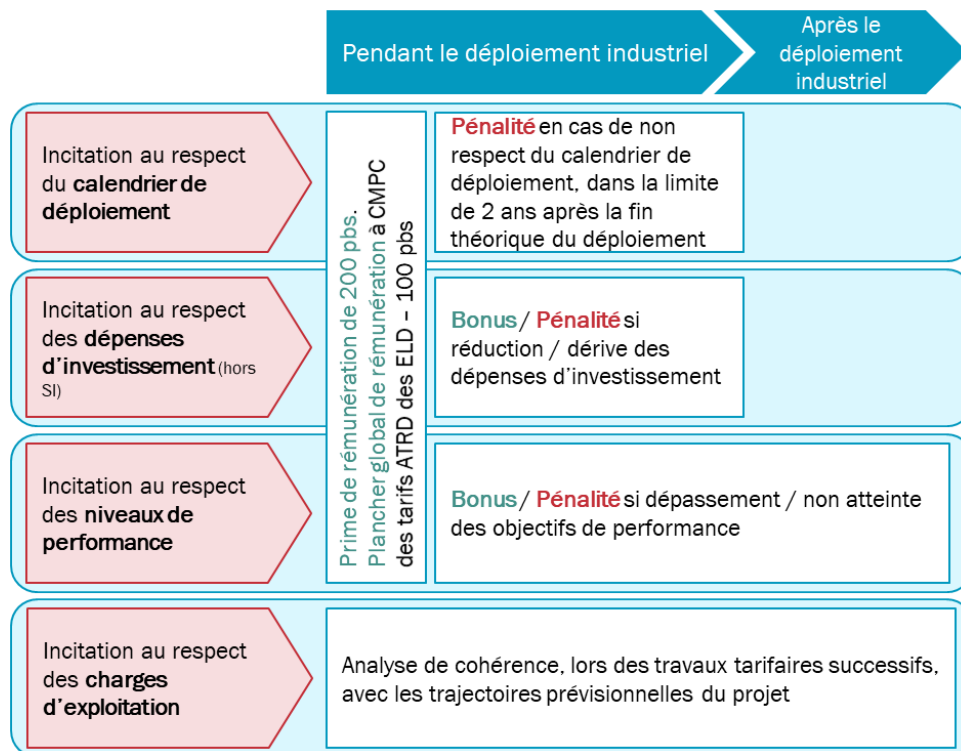 Pendant le déploiement industriel
Après le
déploiement
industriel
Incitation au respect
du calendrier de
déploiement
Prime de rémunération de 200 pbs.
Plancher global de rémunération à CMPC
des tarifs ATRD des ELD – 100 pbs
Pénalité en cas de non
respect du calendrier de
déploiement, dans la limite
de 2 ans après la fin
théorique du déploiement
Incitation au respect
des dépenses
d'investissement (hors
SI)
Bonus / Pénalité si
réduction / dérive des
dépenses d'investissement
Incitation au respect
des niveaux de
performance
Bonus / Pénalité si dépassement / non atteinte
des objectifs de performance
Incitation au respect
des charges
d'exploitation
Analyse de cohérence, lors des travaux tarifaires successifs,
avec les trajectoires prévisionnelles du projet